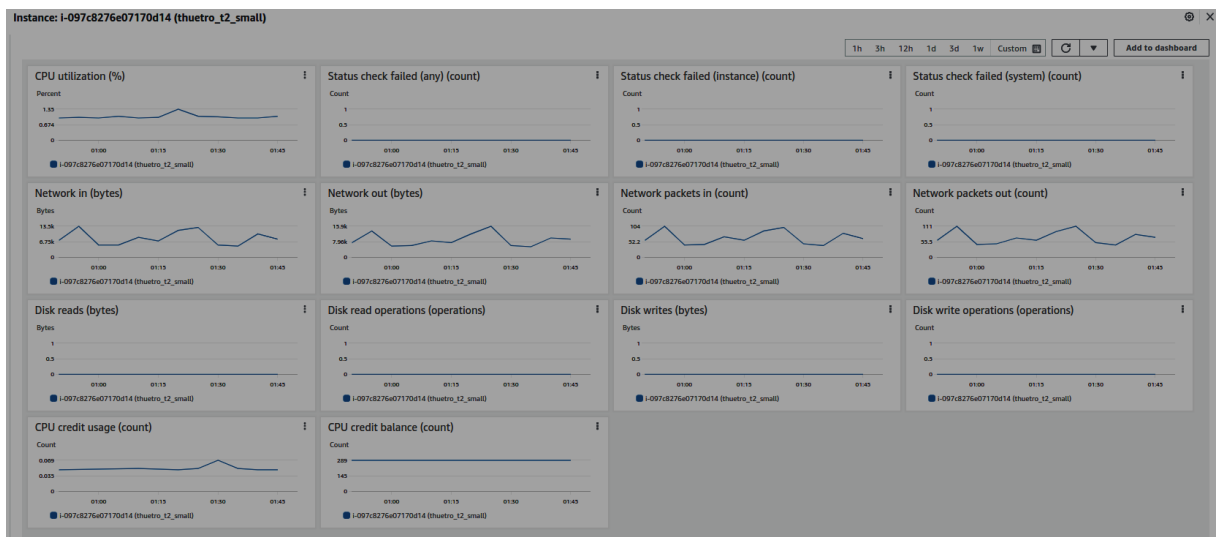 Instance: i-097c8276e07170d14 (thuetro_t2_small)
1h 3h 12h 1d 3d 1w Custom
Add to dashboard
CPU utilization (%)
Percent
1.35
0.674
0
01:00 01:15 01:30 01:45
i-097c8276e07170d14 (thuetro_t2_small)
Status check failed (any) (count)
Count
1
0.5
0
01:00 01:15 01:30 01:45
i-097c8276e07170d14 (thuetro_t2_small)
Status check failed (instance) (count)
Count
1
0.5
0
01:00 01:15 01:30 01:45
i-097c8276e07170d14 (thuetro_t2_small)
Status check failed (system) (count)
Count
1
0.5
0
01:00 01:15 01:30 01:45
i-097c8276e07170d14 (thuetro_t2_small)
Network in (bytes)
Bytes
13.5k
6.75k
0
01:00 01:15 01:30 01:45
i-097c8276e07170d14 (thuetro_t2_small)
Network out (bytes)
Bytes
15.9k
7.96k
0
01:00 01:15 01:30 01:45
i-097c8276e07170d14 (thuetro_t2_small)
Network packets in (count)
Count
104
52.2
0
01:00 01:15 01:30 01:45
i-097c8276e07170d14 (thuetro_t2_small)
Network packets out (count)
Count
111
55.5
0
01:00 01:15 01:30 01:45
i-097c8276e07170d14 (thuetro_t2_small)
Disk reads (bytes)
Bytes
1
0.5
0
01:00 01:15 01:30 01:45
i-097c8276e07170d14 (thuetro_t2_small)
Disk read operations (operations)
Count
1
0.5
0
01:00 01:15 01:30 01:45
i-097c8276e07170d14 (thuetro_t2_small)
Disk writes (bytes)
Bytes
1
0.5
0
01:00 01:15 01:30 01:45
i-097c8276e07170d14 (thuetro_t2_small)
Disk write operations (operations)
Count
1
0.5
0
01:00 01:15 01:30 01:45
i-097c8276e07170d14 (thuetro_t2_small)
CPU credit usage (count)
Count
0.069
0.035
0
01:00 01:15 01:30 01:45
i-097c8276e07170d14 (thuetro_t2_small)
CPU credit balance (count)
Count
289
145
0
01:00 01:15 01:30 01:45
i-097c8276e07170d14 (thuetro_t2_small)